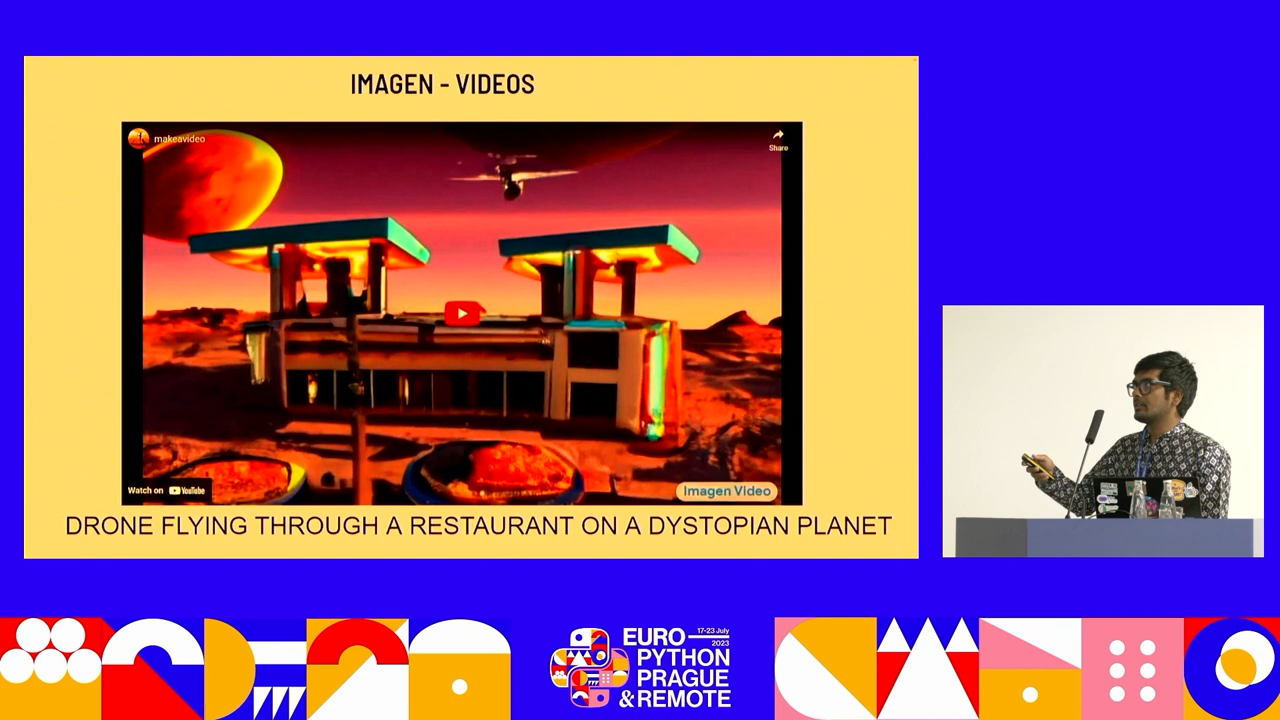 IMAGEN - VIDEOS
makeavideo
Share
Watch on YouTube
Imagen Video
DRONE FLYING THROUGH A RESTAURANT ON A DYSTOPIAN PLANET
EURO 17-23 July 2023
PYTHON
PRAGUE
& REMOTE